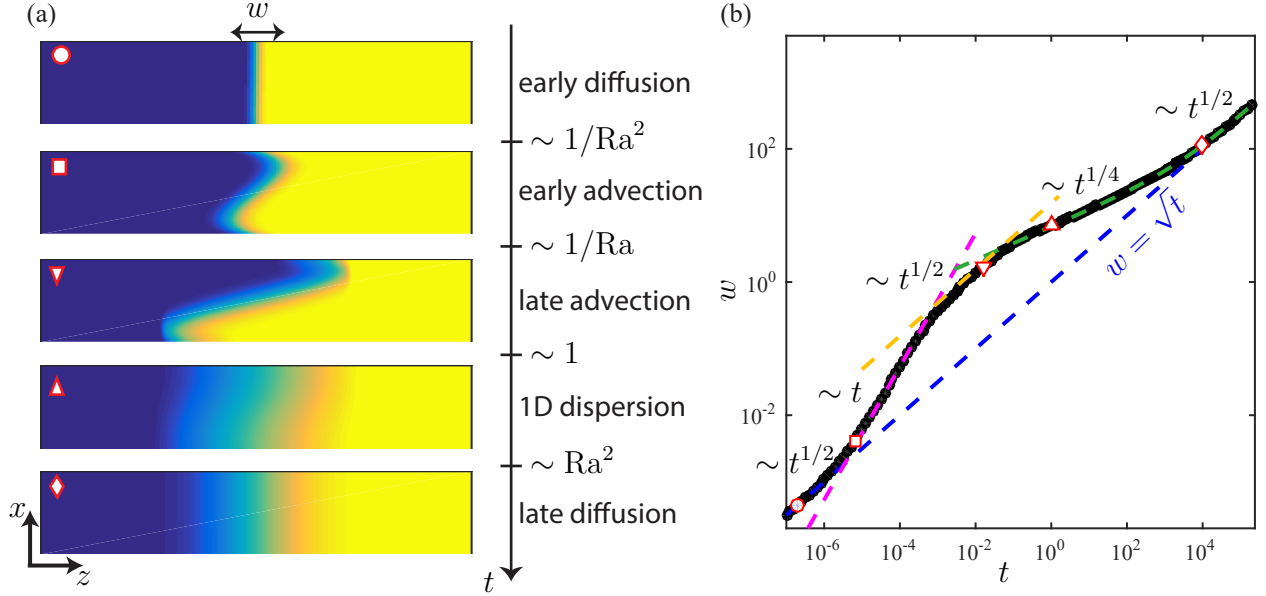 (a)
w
early diffusion
∼ 1/Ra²
early advection
∼ 1/Ra
late advection
∼ 1
1D dispersion
∼ Ra²
late diffusion
x
z
t
(b)
∼ t^{1/2}
∼ t^{1/4}
w = √t
∼ t^{1/2}
∼ t
∼ t^{1/2}
10²
10⁰
10⁻²
w
10⁻⁶ 10⁻⁴ 10⁻² 10⁰ 10² 10⁴
t